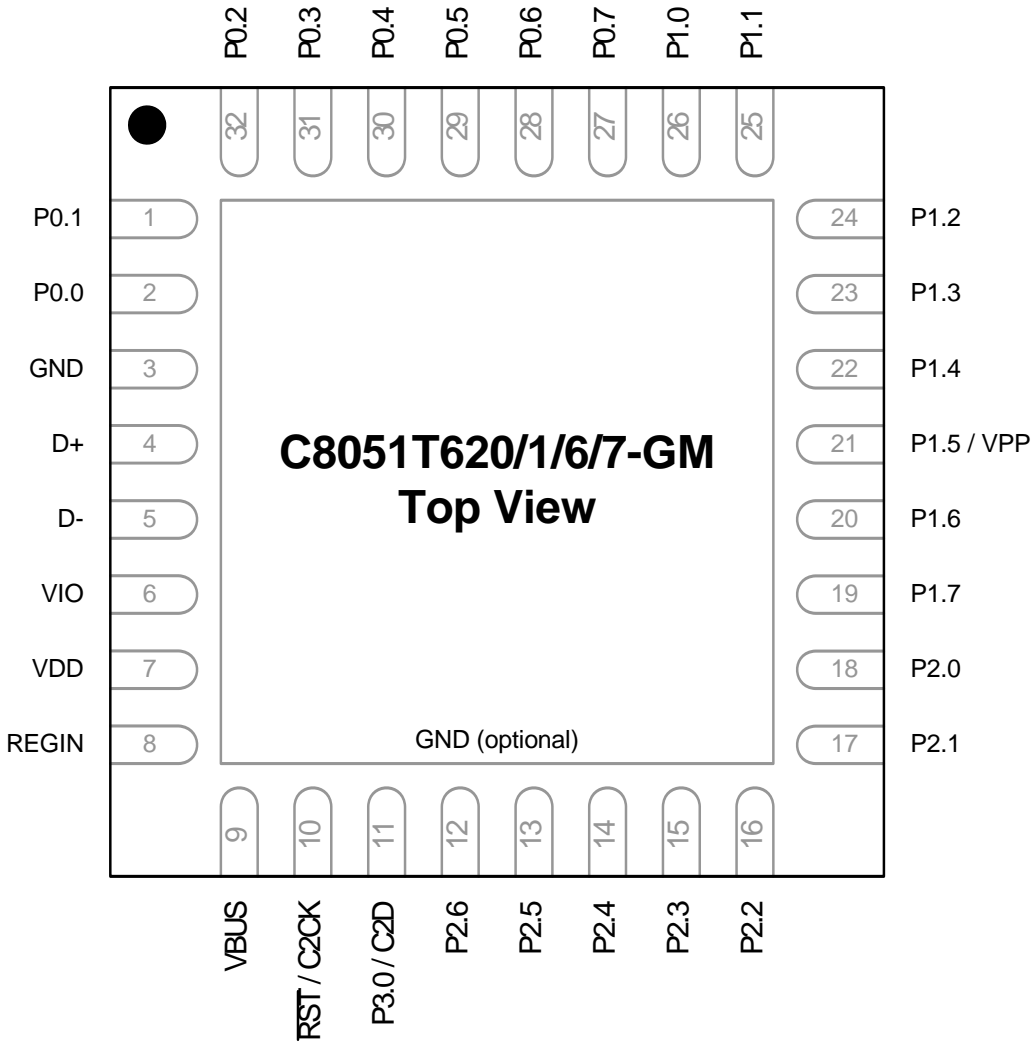 P0.2
P0.3
P0.4
P0.5
P0.6
P0.7
P1.0
P1.1
32
31
30
29
28
27
26
25
P0.1
1
P0.0
2
GND
3
D+
4
D-
5
VIO
6
VDD
7
REGIN
8
C8051T620/1/6/7-GM
Top View
GND (optional)
24
P1.2
23
P1.3
22
P1.4
21
P1.5 / VPP
20
P1.6
19
P1.7
18
P2.0
17
P2.1
9
10
11
12
13
14
15
16
VBUS
RST / C2CK
P3.0 / C2D
P2.6
P2.5
P2.4
P2.3
P2.2